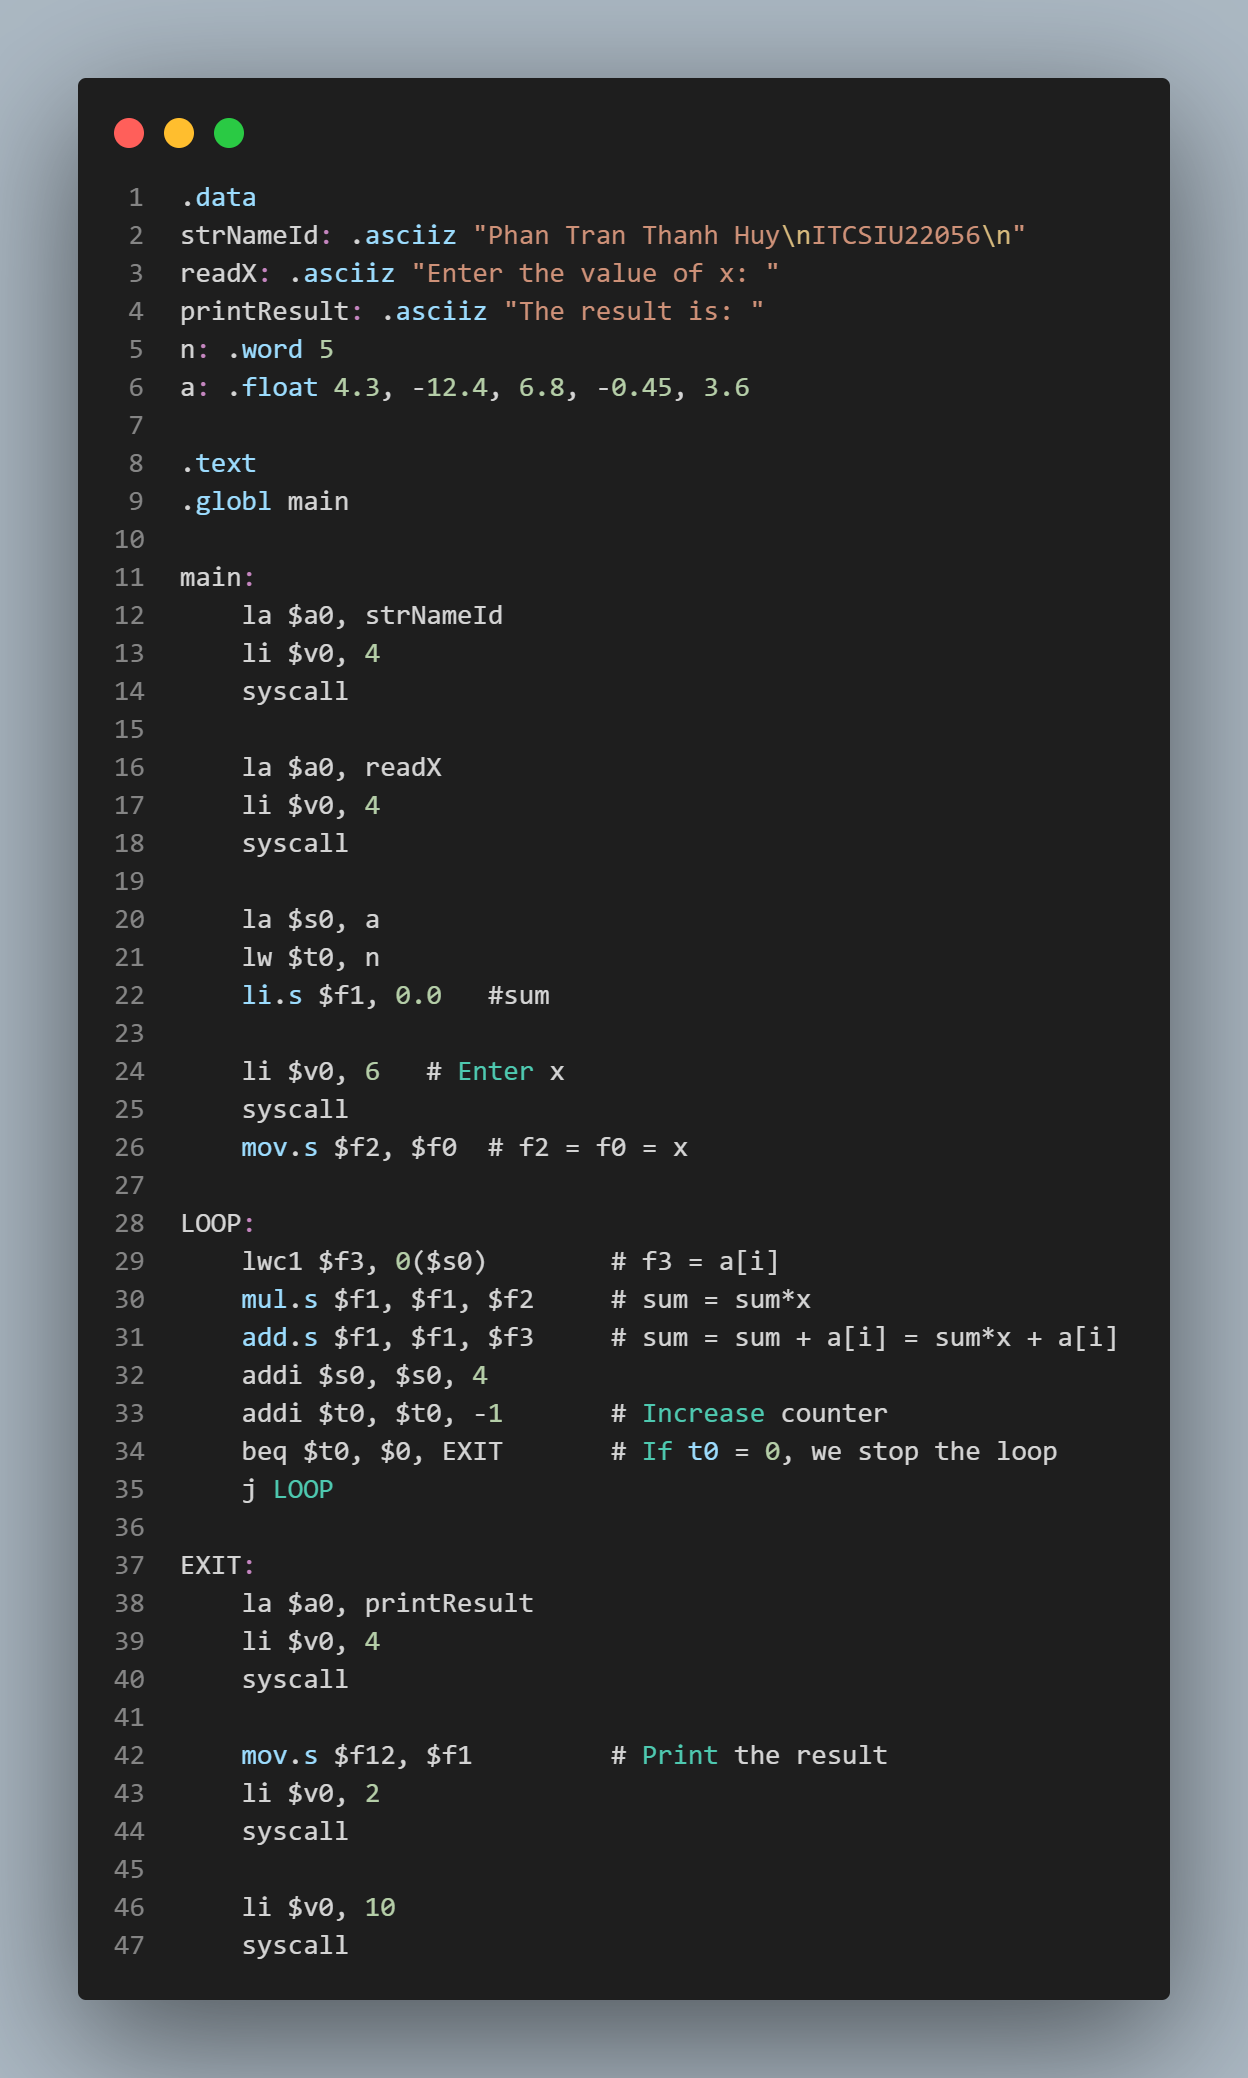 1 .data
2 strNameId: .asciiz "Phan Tran Thanh Huy\nITCSIU22056\n"
3 readX: .asciiz "Enter the value of x: "
4 printResult: .asciiz "The result is: "
5 n: .word 5
6 a: .float 4.3, -12.4, 6.8, -0.45, 3.6
7
8 .text
9 .globl main
10
11 main:
12     la $a0, strNameId
13     li $v0, 4
14     syscall
15
16     la $a0, readX
17     li $v0, 4
18     syscall
19
20     la $s0, a
21     lw $t0, n
22     li.s $f1, 0.0   #sum
23
24     li $v0, 6   # Enter x
25     syscall
26     mov.s $f2, $f0  # f2 = f0 = x
27
28 LOOP:
29     lwc1 $f3, 0($s0)        # f3 = a[i]
30     mul.s $f1, $f1, $f2     # sum = sum*x
31     add.s $f1, $f1, $f3     # sum = sum + a[i] = sum*x + a[i]
32     addi $s0, $s0, 4
33     addi $t0, $t0, -1       # Increase counter
34     beq $t0, $0, EXIT       # If t0 = 0, we stop the loop
35     j LOOP
36
37 EXIT:
38     la $a0, printResult
39     li $v0, 4
40     syscall
41
42     mov.s $f12, $f1         # Print the result
43     li $v0, 2
44     syscall
45
46     li $v0, 10
47     syscall